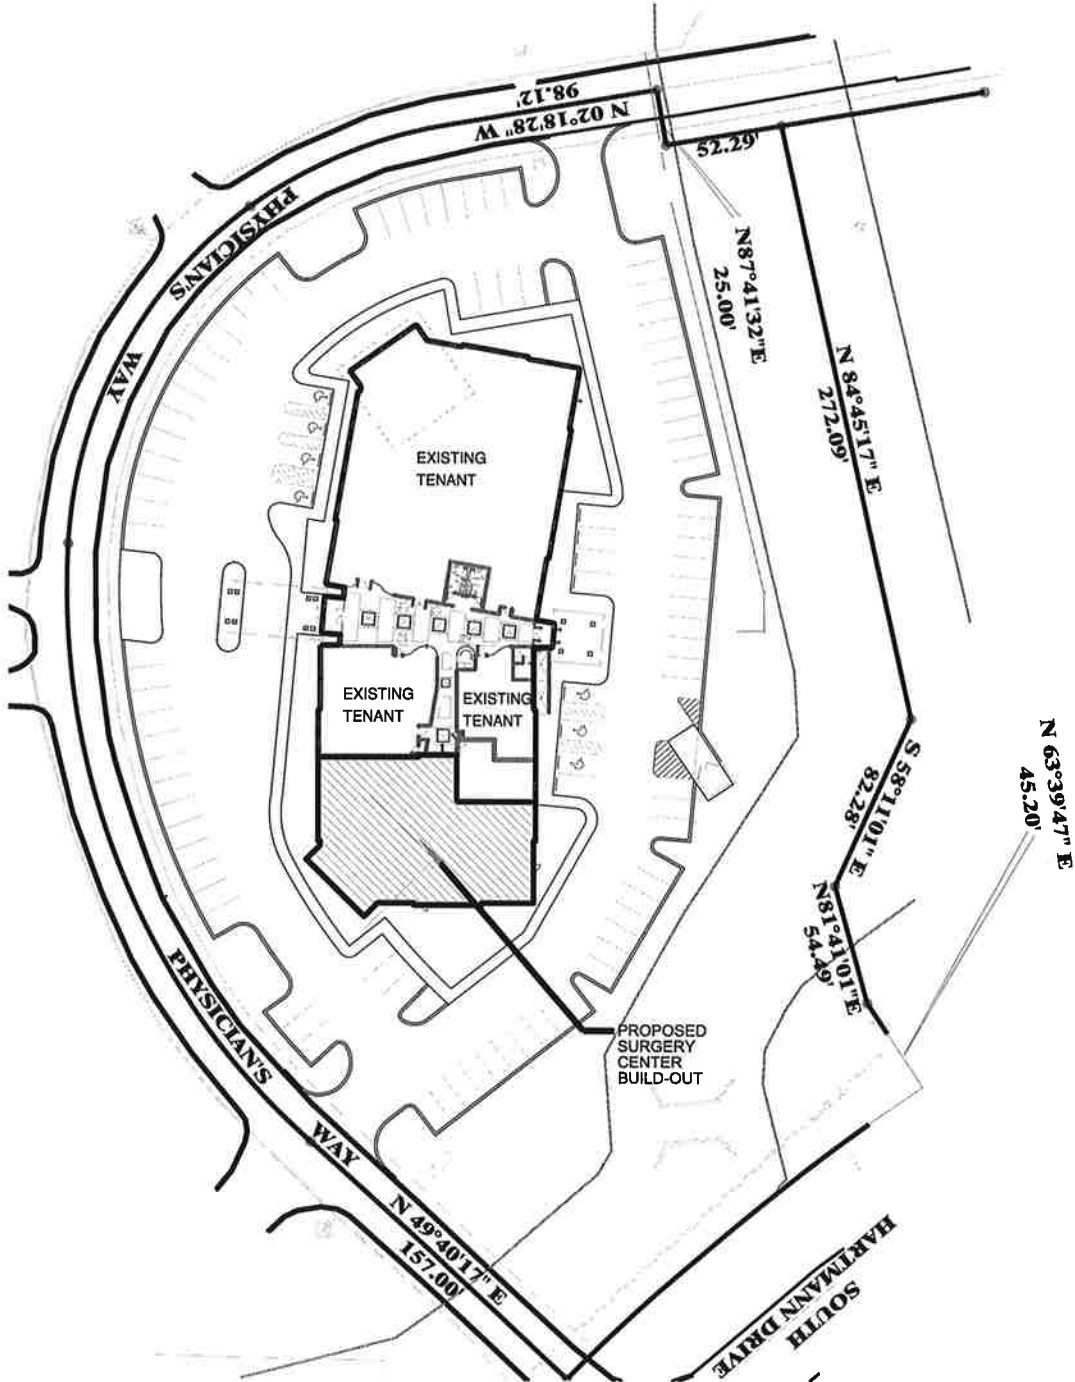 98.12'
N 02°18'28" W
52.29'
PHYSICIAN'S
WAY
N87°41'32"E
25.00'
N 84°45'17" E
272.09'
EXISTING
TENANT
EXISTING
TENANT
EXISTING
TENANT
S 58°11'01" E
82.28'
N 63°39'47" E
45.20'
N81°41'01"E
54.49'
PROPOSED
SURGERY
CENTER
BUILD-OUT
PHYSICIAN'S
WAY
N 49°40'17" E
157.00'
SOUTH
HARTMANN DRIVE